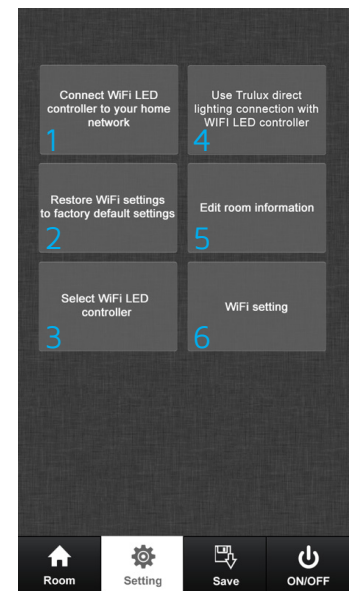 Connect WiFi LED
controller to your home
network
1
Use Trulux direct
lighting connection with
WIFI LED controller
4
Restore WiFi settings
to factory default settings
2
Edit room information
5
Select WiFi LED
controller
3
WiFi setting
6
Room
Setting
Save
ON/OFF